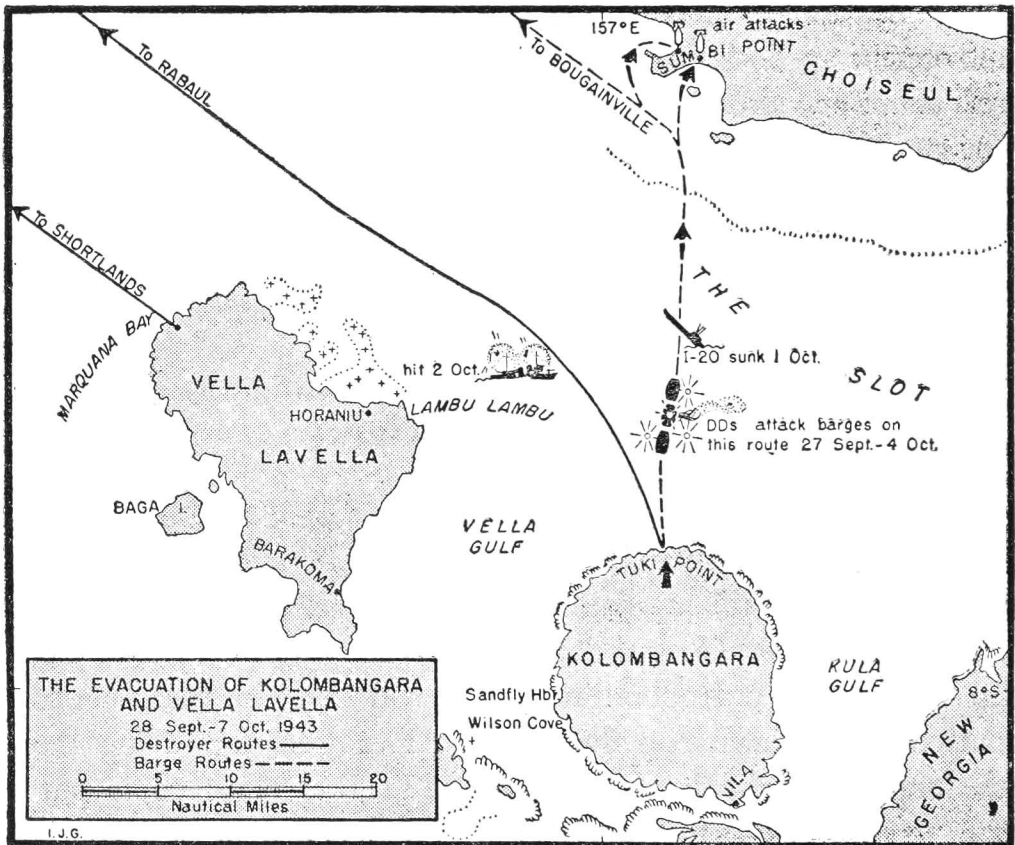 157°E
air attacks
SUMBI POINT
CHOISEUL
To BOUGAINVILLE
To RABAUL
To SHORTLANDS
MARQUANA BAY
THE SLOT
I-20 sunk 1 Oct.
hit 2 Oct.
VELLA
LAVELLA
HORANIU
LAMBU LAMBU
DDs attack barges on
this route 27 Sept.-4 Oct.
BAGA I.
BARAKOMA
VELLA
GULF
TUKI POINT
KOLOMBANGARA
KULA
GULF
8°S
NEW
GEORGIA
Sandfly Hbr.
Wilson Cove
VILA
THE EVACUATION OF KOLOMBANGARA
AND VELLA LAVELLA
28 Sept.-7 Oct. 1943
Destroyer Routes
Barge Routes
0 5 10 15 20
Nautical Miles
I.J.G.